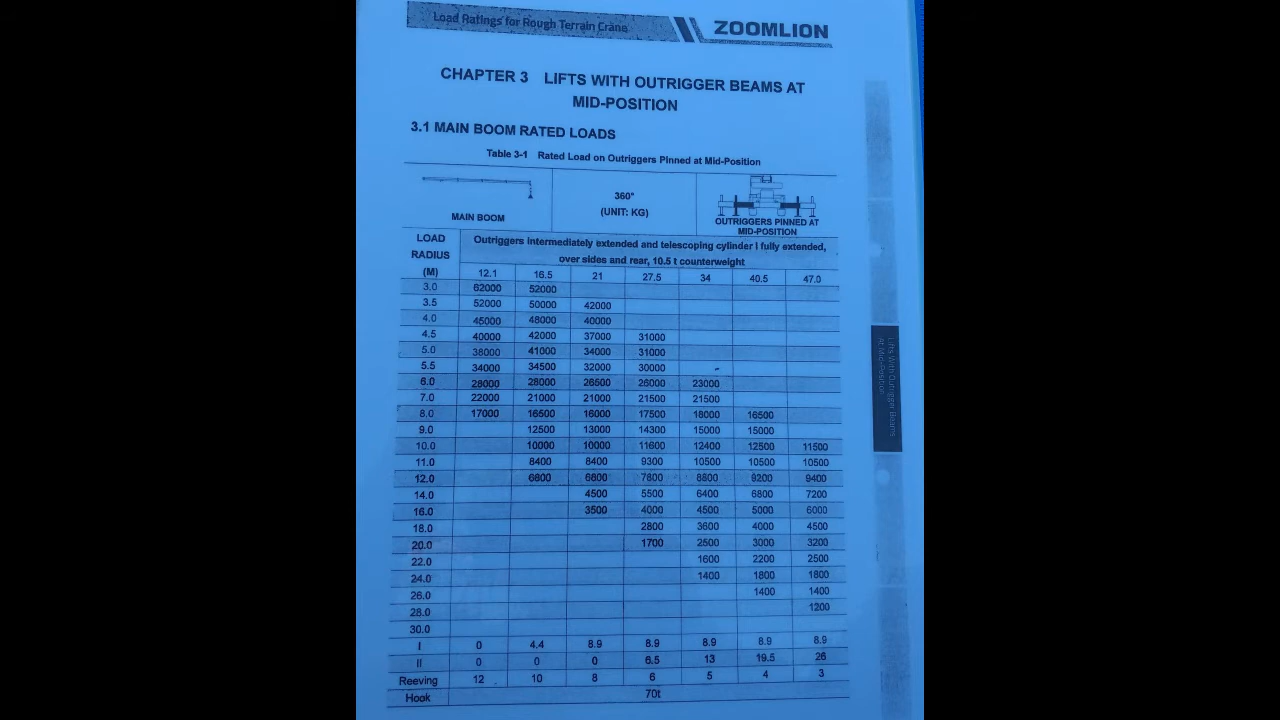 Load Ratings for Rough Terrain Crane
ZOOMLION
CHAPTER 3 LIFTS WITH OUTRIGGER BEAMS AT
MID-POSITION
3.1 MAIN BOOM RATED LOADS
Table 3-1 Rated Load on Outriggers Pinned at Mid-Position
MAIN BOOM
360°
(UNIT: KG)
OUTRIGGERS PINNED AT
MID-POSITION
LOAD
RADIUS
(M)
Outriggers intermediately extended and telescoping cylinder I fully extended,
over sides and rear, 10.5 t counterweight
12.1 16.5 21 27.5 34 40.5 47.0
3.0 62000 52000
3.5 52000 50000 42000
4.0 45000 48000 40000
4.5 40000 42000 37000 31000
5.0 38000 41000 34000 31000
5.5 34000 34500 32000 30000
6.0 28000 28000 26500 26000 23000
7.0 22000 21000 21000 21500 21500
8.0 17000 16500 16000 17500 18000 16500
9.0 12500 13000 14300 15000 15000
10.0 10000 10000 11600 12400 12500 11500
11.0 8400 8400 9300 10500 10500 10500
12.0 6800 6800 7800 8800 9200 9400
14.0 4500 5500 6400 6800 7200
16.0 3500 4000 4500 5000 6000
18.0 2800 3600 4000 4500
20.0 1700 2500 3000 3200
22.0 1600 2200 2500
24.0 1400 1800 1800
26.0 1400 1400
28.0 1200
30.0
I 0 4.4 8.9 8.9 8.9 8.9 8.9
II 0 0 0 6.5 13 19.5 26
Reeving 12 10 8 6 5 4 3
Hook 70t
Lifts With Outrigger Beams
At Mid-Position